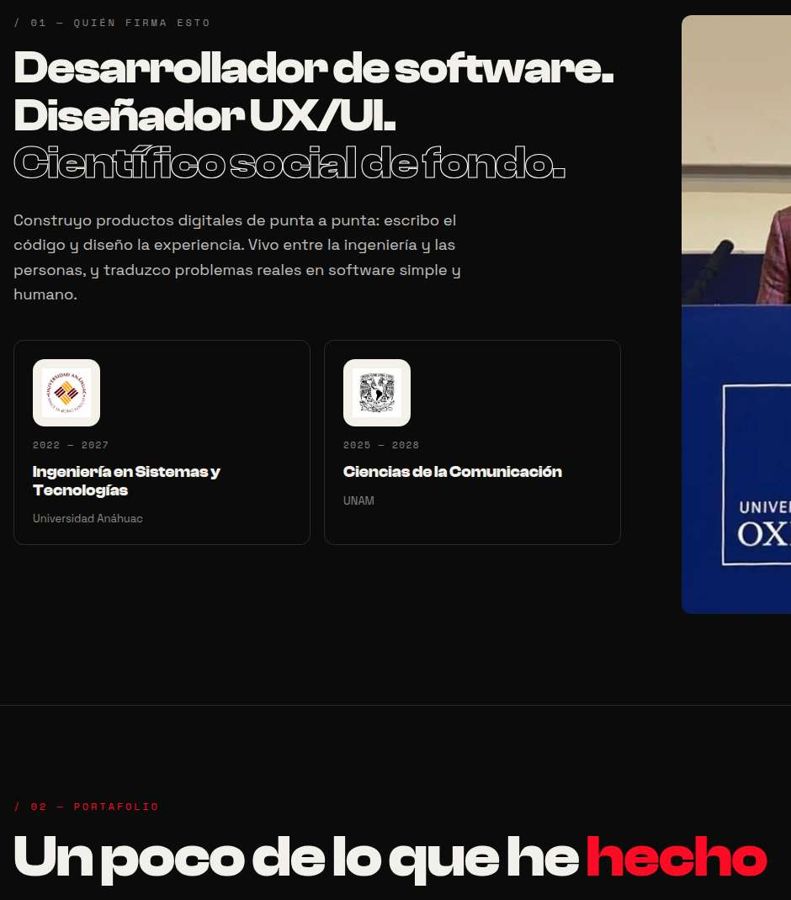 / 01 — QUIÉN FIRMA ESTO
Desarrollador de software.
Diseñador UX/UI.
Científico social de fondo.
Construyo productos digitales de punta a punta: escribo el
código y diseño la experiencia. Vivo entre la ingeniería y las
personas, y traduzco problemas reales en software simple y
humano.
2022 — 2027
Ingeniería en Sistemas y
Tecnologías
Universidad Anáhuac
2025 — 2028
Ciencias de la Comunicación
UNAM
/ 02 — PORTAFOLIO
Un poco de lo que he hecho